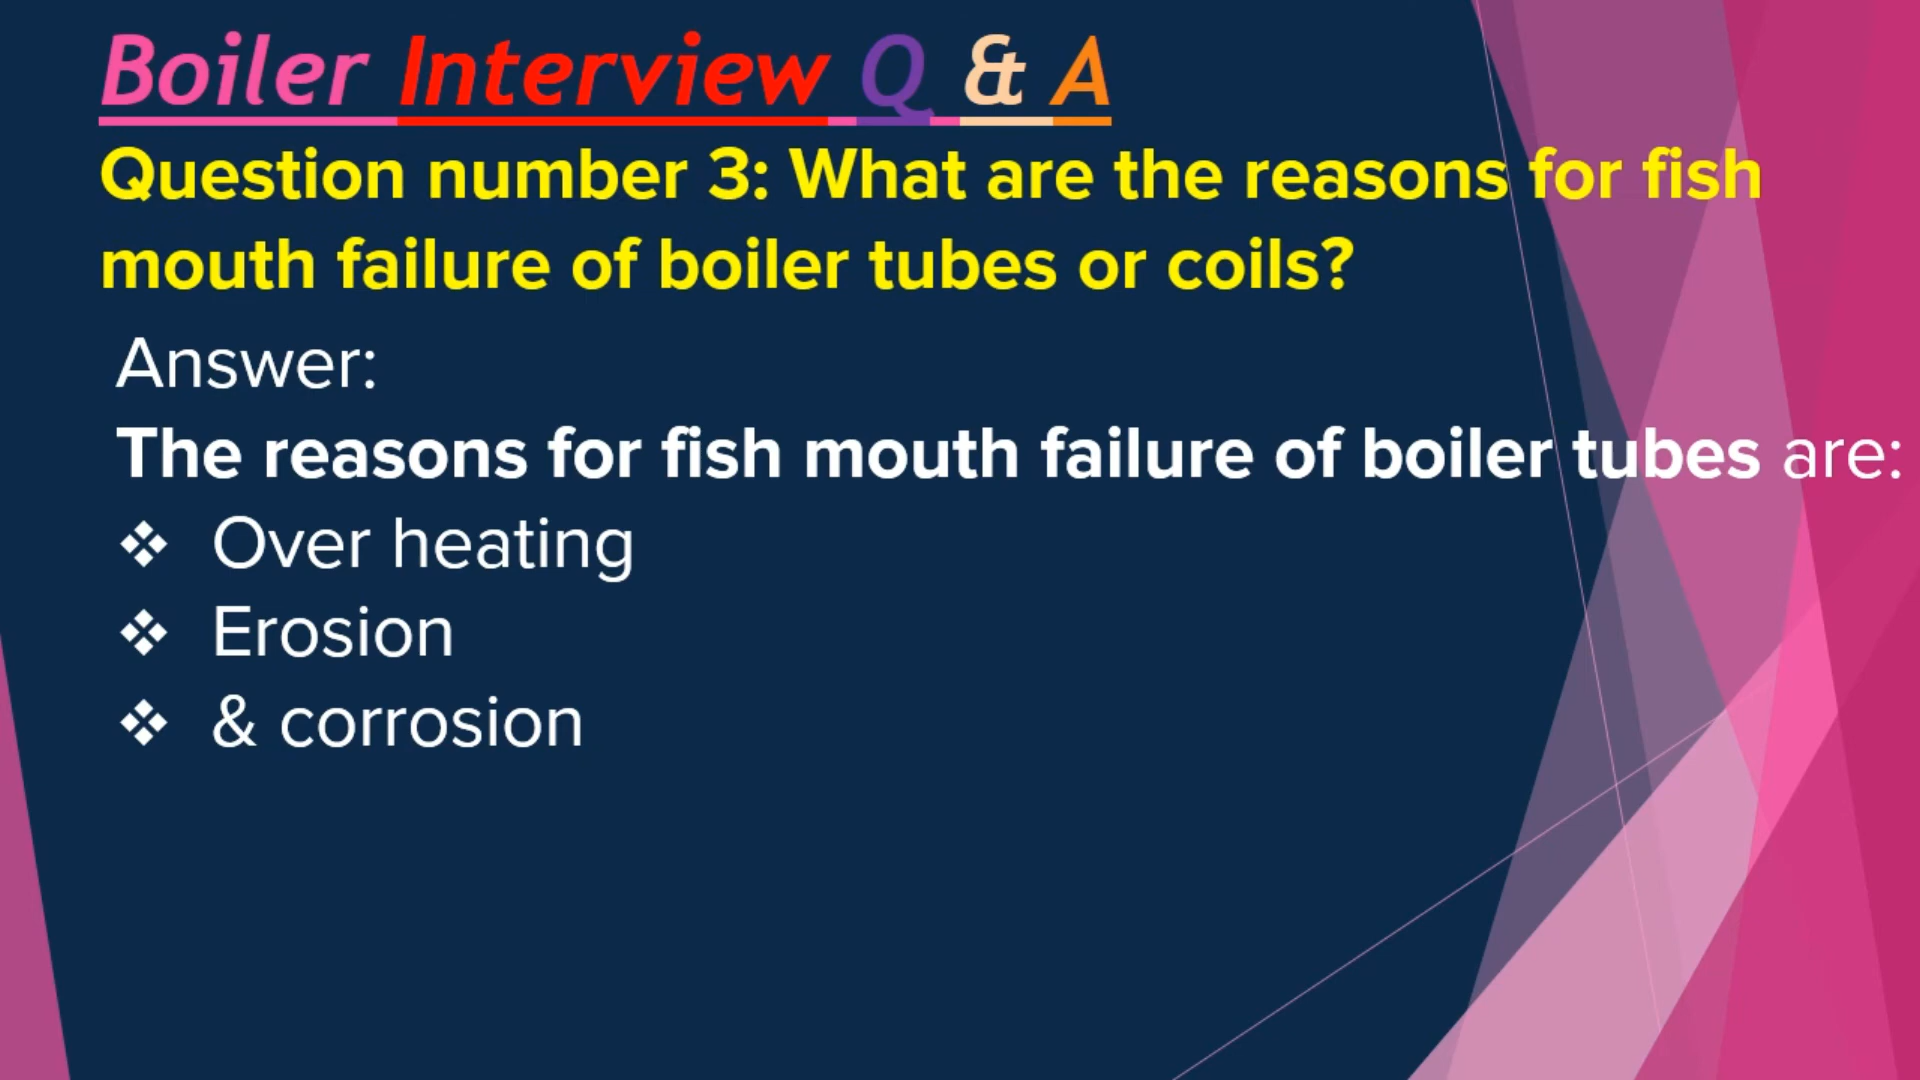 Boiler Interview Q & A
Question number 3: What are the reasons for fish
mouth failure of boiler tubes or coils?
Answer:
The reasons for fish mouth failure of boiler tubes are:
❖ Over heating
❖ Erosion
❖ & corrosion